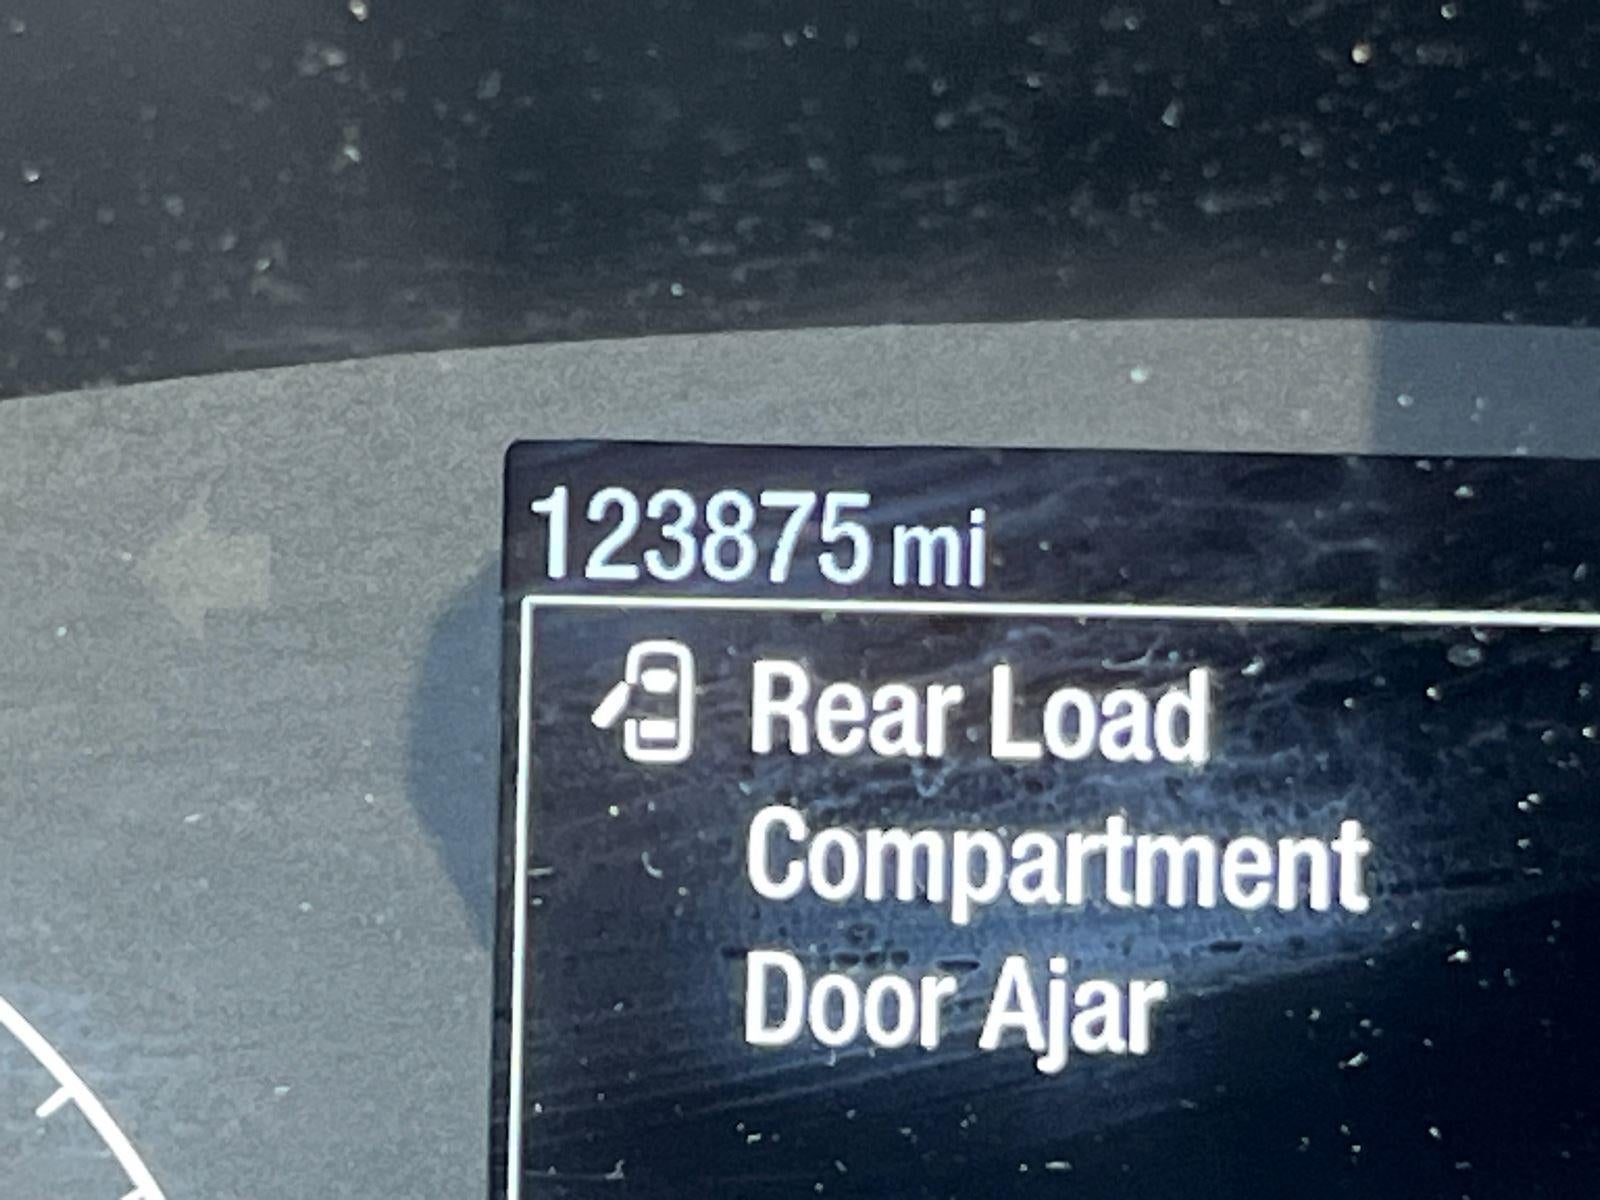 123875 mi
Rear Load
Compartment
Door Ajar